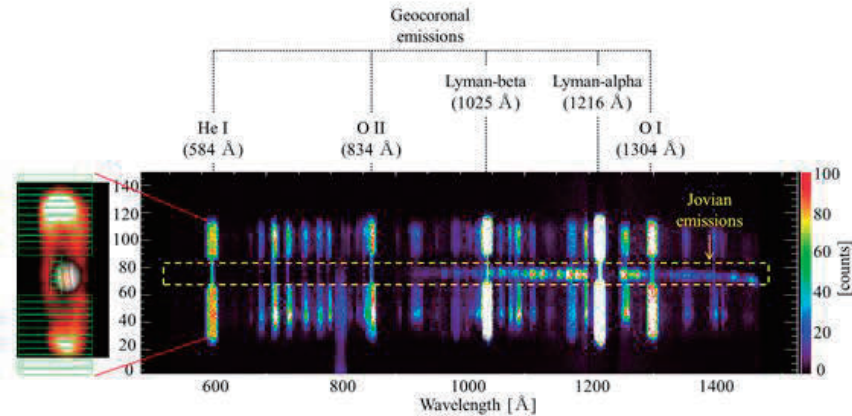 Geocoronal
emissions
Lyman-beta
(1025 Å)
Lyman-alpha
(1216 Å)
He I
(584 Å)
O II
(834 Å)
O I
(1304 Å)
Jovian
emissions
140
120
100
80
60
40
20
0
600
800
1000
1200
1400
Wavelength [Å]
100
80
60
40
20
0
[counts]